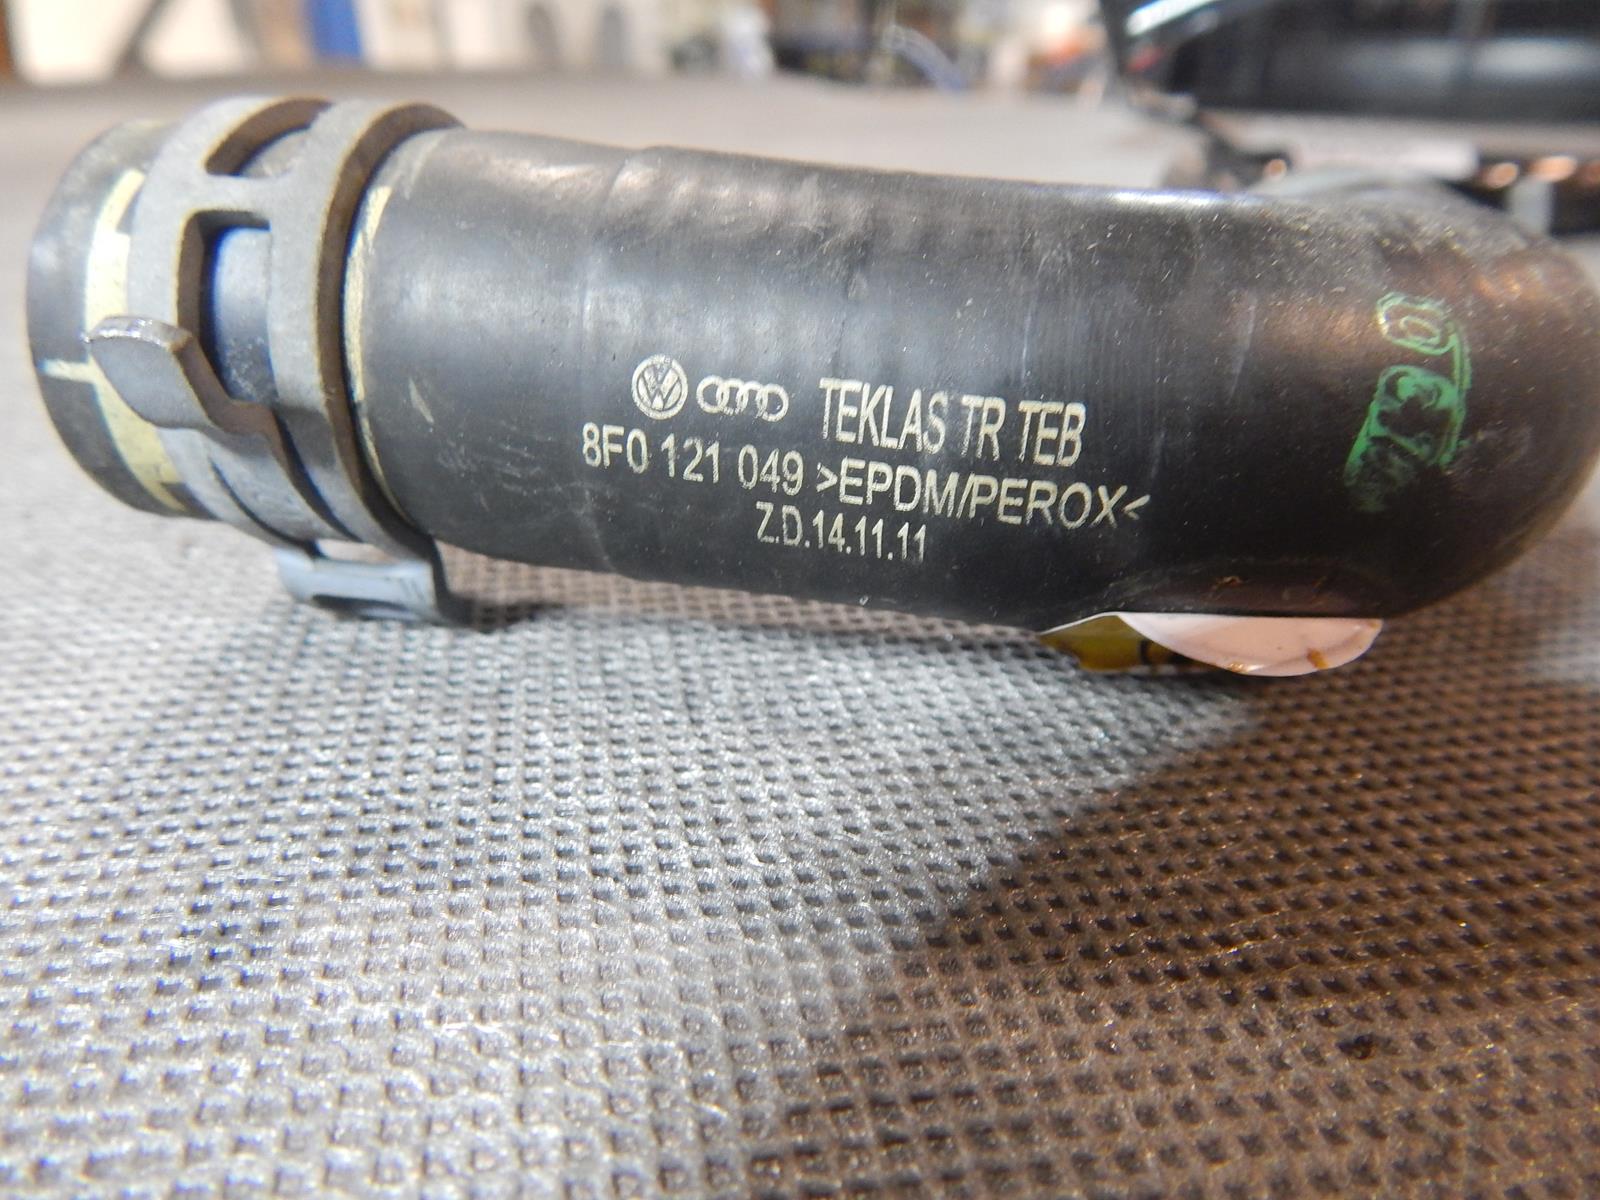 TEKLAS TR TEB
8F0 121 049 >EPDM/PEROX<
Z.D.14.11.11